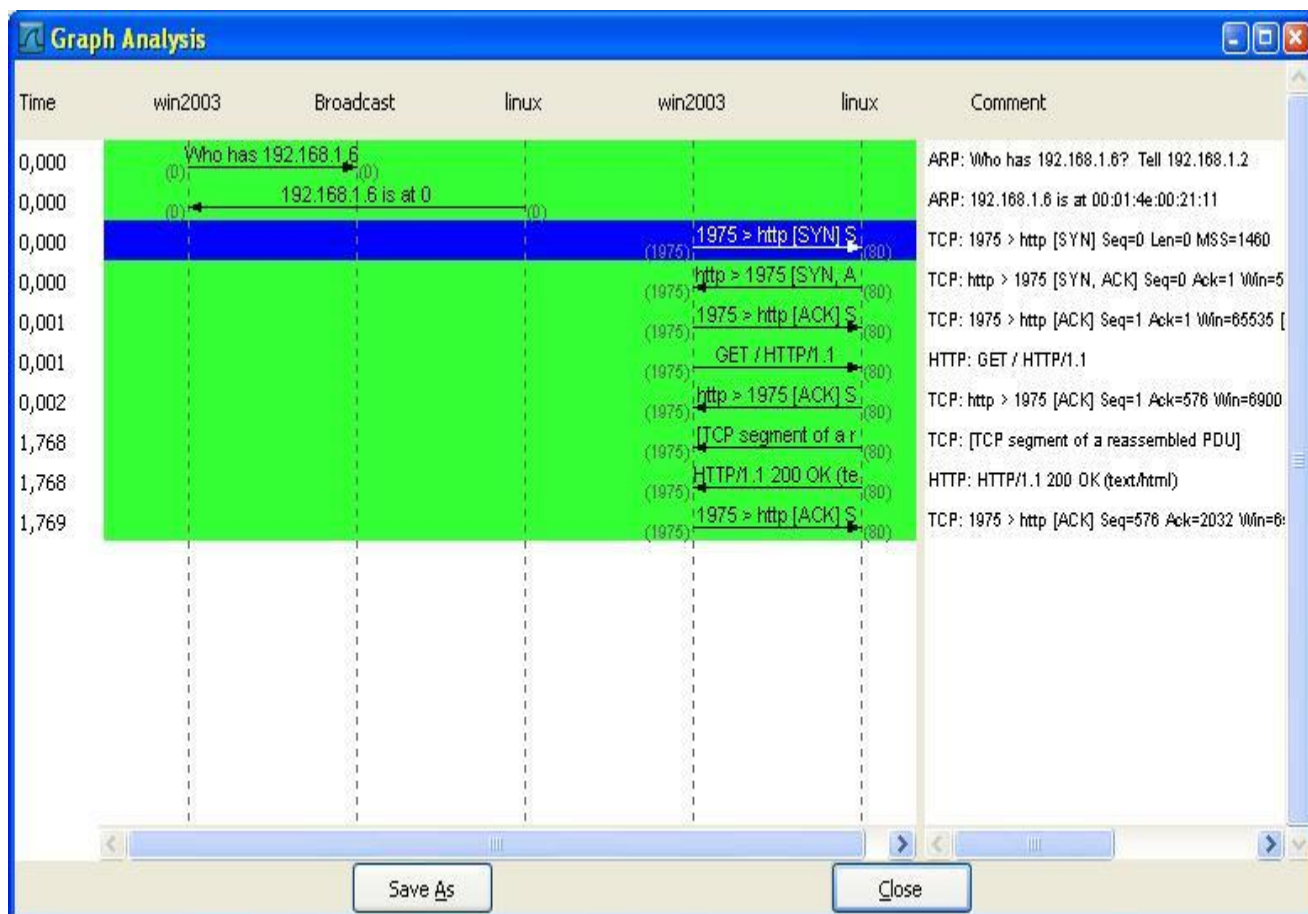 Graph Analysis
Time win2003 Broadcast linux win2003 linux Comment
0,000 Who has 192.168.1.6 (0) (0) ARP: Who has 192.168.1.6? Tell 192.168.1.2
0,000 192.168.1.6 is at 0 (0) (0) ARP: 192.168.1.6 is at 00:01:4e:00:21:11
0,000 1975 > http [SYN] S (1975) (80) TCP: 1975 > http [SYN] Seq=0 Len=0 MSS=1460
0,000 http > 1975 [SYN, A (1975) (80) TCP: http > 1975 [SYN, ACK] Seq=0 Ack=1 Win=5
0,001 1975 > http [ACK] S (1975) (80) TCP: 1975 > http [ACK] Seq=1 Ack=1 Win=65535 [
0,001 GET / HTTP/1.1 (1975) (80) HTTP: GET / HTTP/1.1
0,002 http > 1975 [ACK] S (1975) (80) TCP: http > 1975 [ACK] Seq=1 Ack=576 Win=6900
1,768 [TCP segment of a r (1975) (80) TCP: [TCP segment of a reassembled PDU]
1,768 HTTP/1.1 200 OK (te (1975) (80) HTTP: HTTP/1.1 200 OK (text/html)
1,769 1975 > http [ACK] S (1975) (80) TCP: 1975 > http [ACK] Seq=576 Ack=2032 Win=6
Save As Close